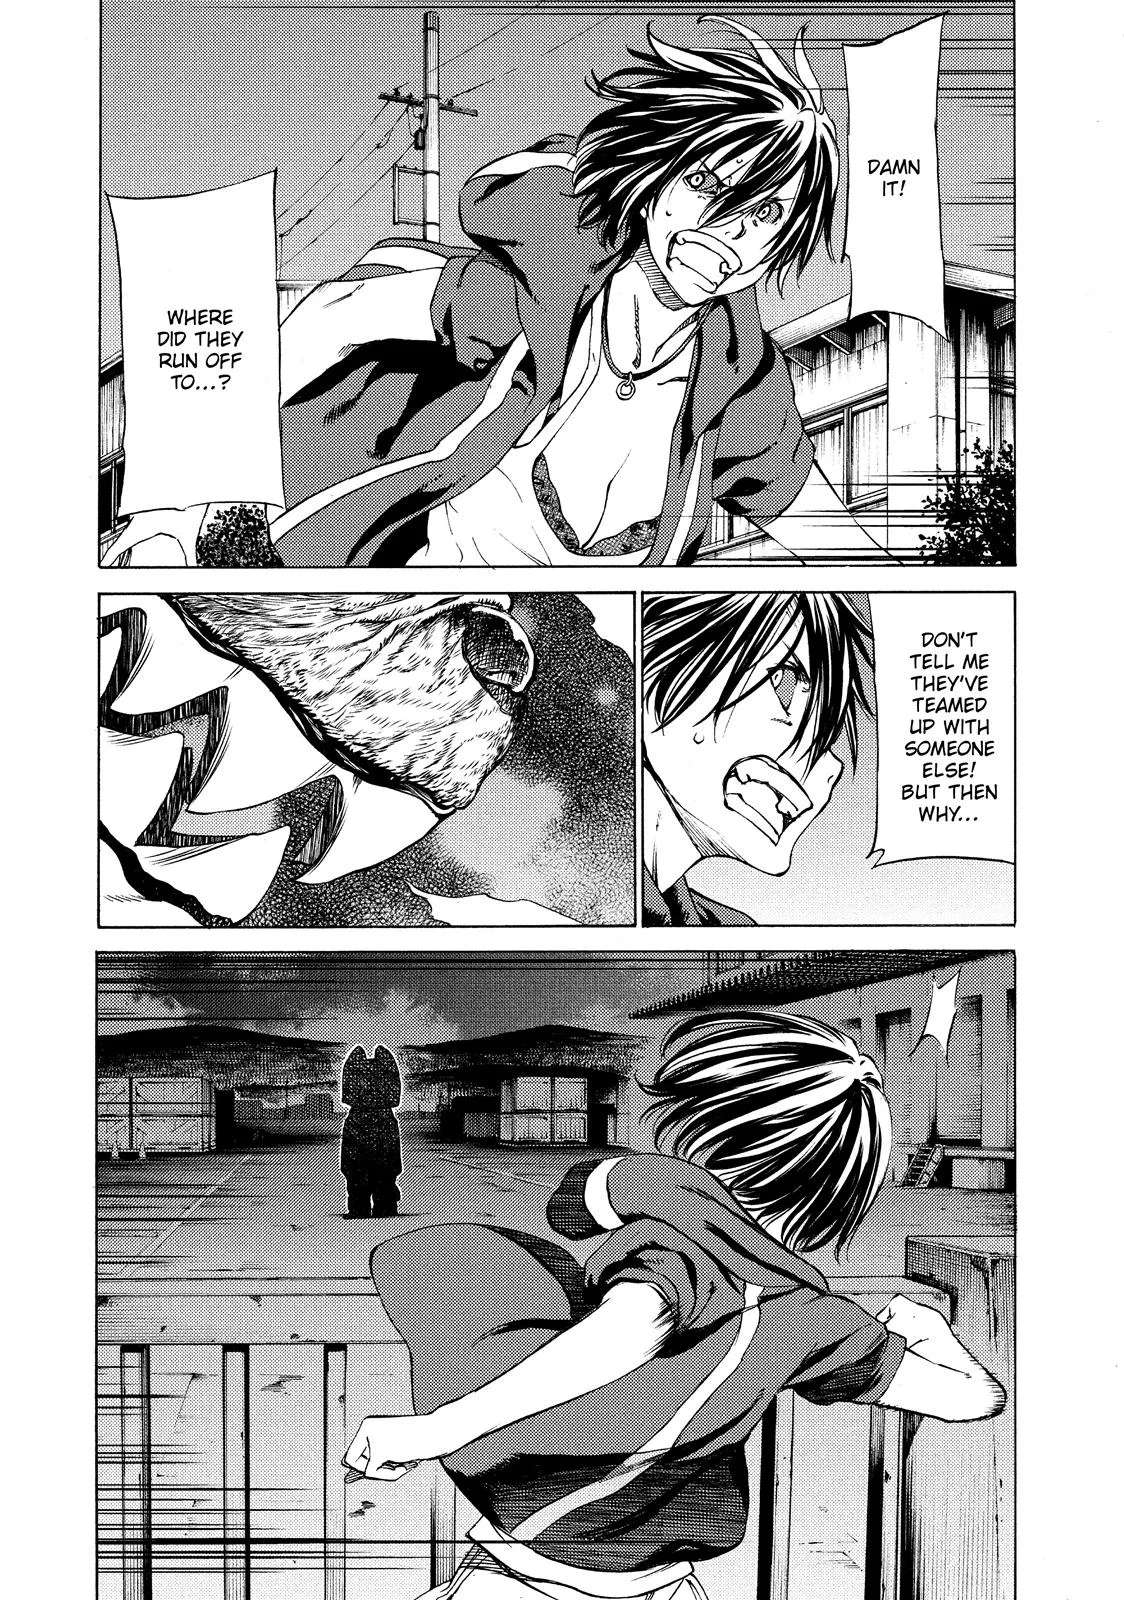 DAMN
IT!
WHERE
DID THEY
RUN OFF
TO...?
DON'T
TELL ME
THEY'VE
TEAMED
UP WITH
SOMEONE
ELSE!
BUT THEN
WHY...